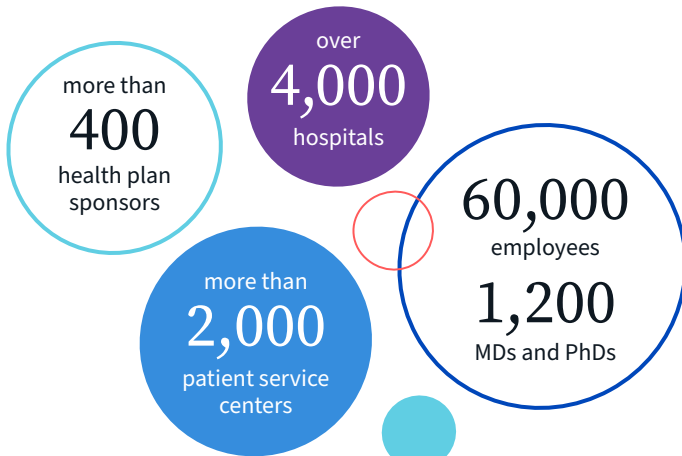 over
4,000
hospitals
more than
400
health plan
sponsors
60,000
employees
1,200
MDs and PhDs
more than
2,000
patient service
centers